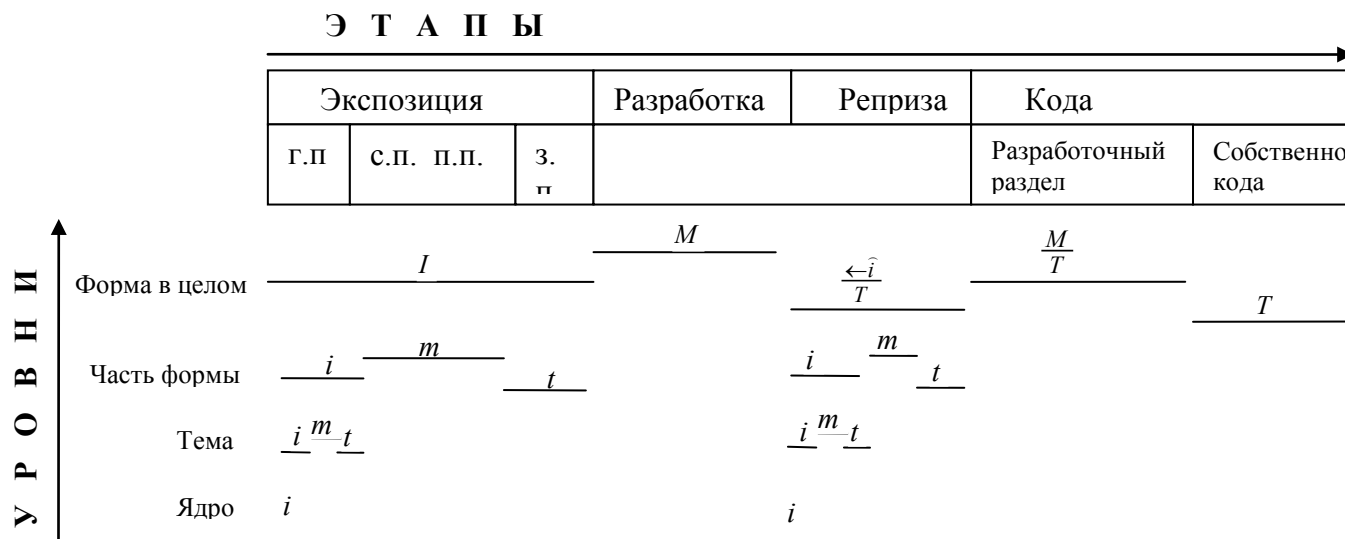 Э Т А П Ы
Экспозиция Разработка Реприза Кода
г.п с.п. п.п. з. п Разработочный раздел Собственно кода
У Р О В Н И
Форма в целом I M ←i͡/T M/T T
Часть формы i m t i m t
Тема i m t i m t
Ядро i i